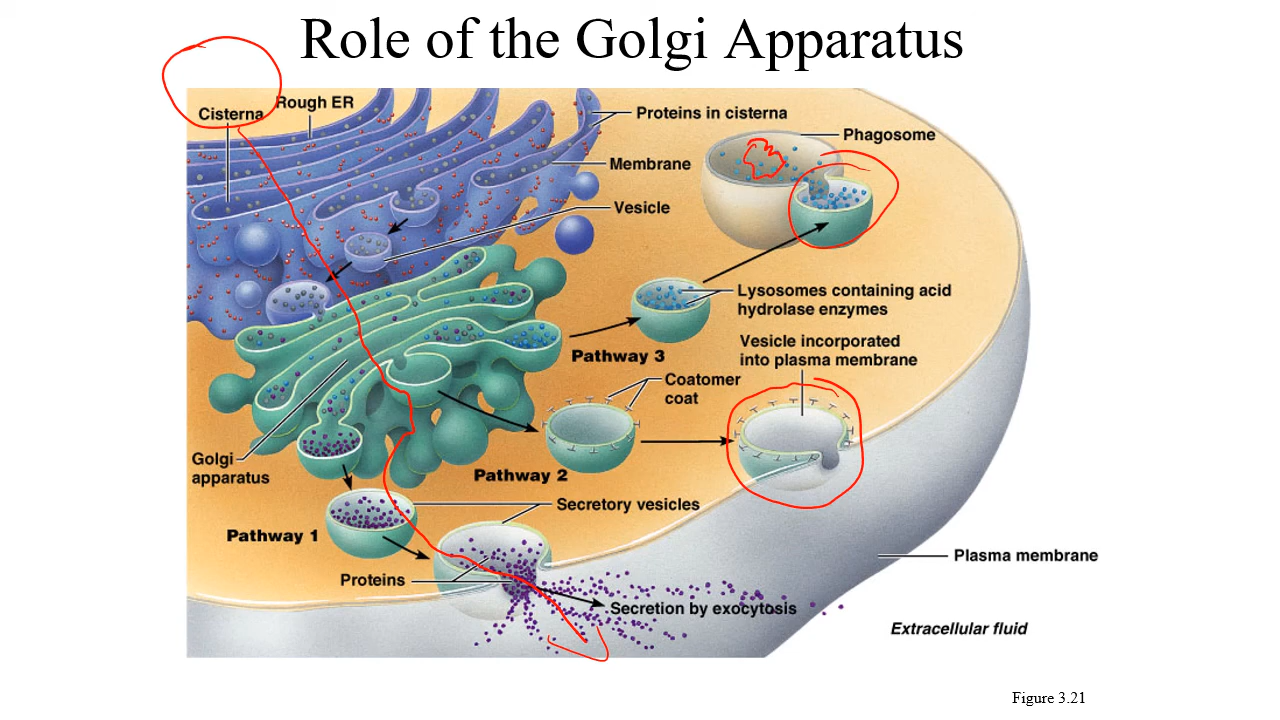 Role of the Golgi Apparatus
Cisterna
Rough ER
Proteins in cisterna
Phagosome
Membrane
Vesicle
Lysosomes containing acid
hydrolase enzymes
Vesicle incorporated
into plasma membrane
Pathway 3
Coatomer
coat
Golgi
apparatus
Pathway 2
Secretory vesicles
Pathway 1
Plasma membrane
Proteins
Secretion by exocytosis
Extracellular fluid
Figure 3.21